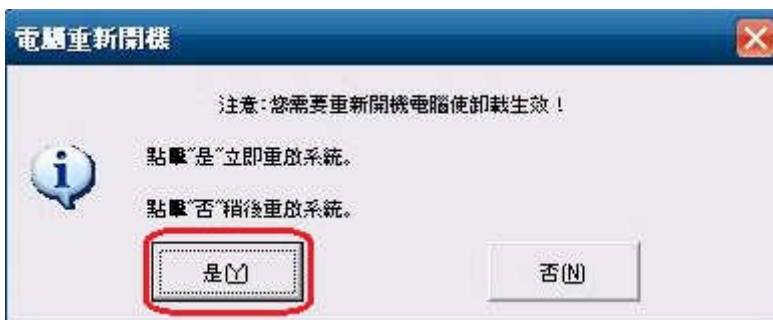 電腦重新開機
注意:您需要重新開機電腦使卸載生效!
點擊"是"立即重啟系統。
點擊"否"稍後重啟系統。
是(Y)
否(N)